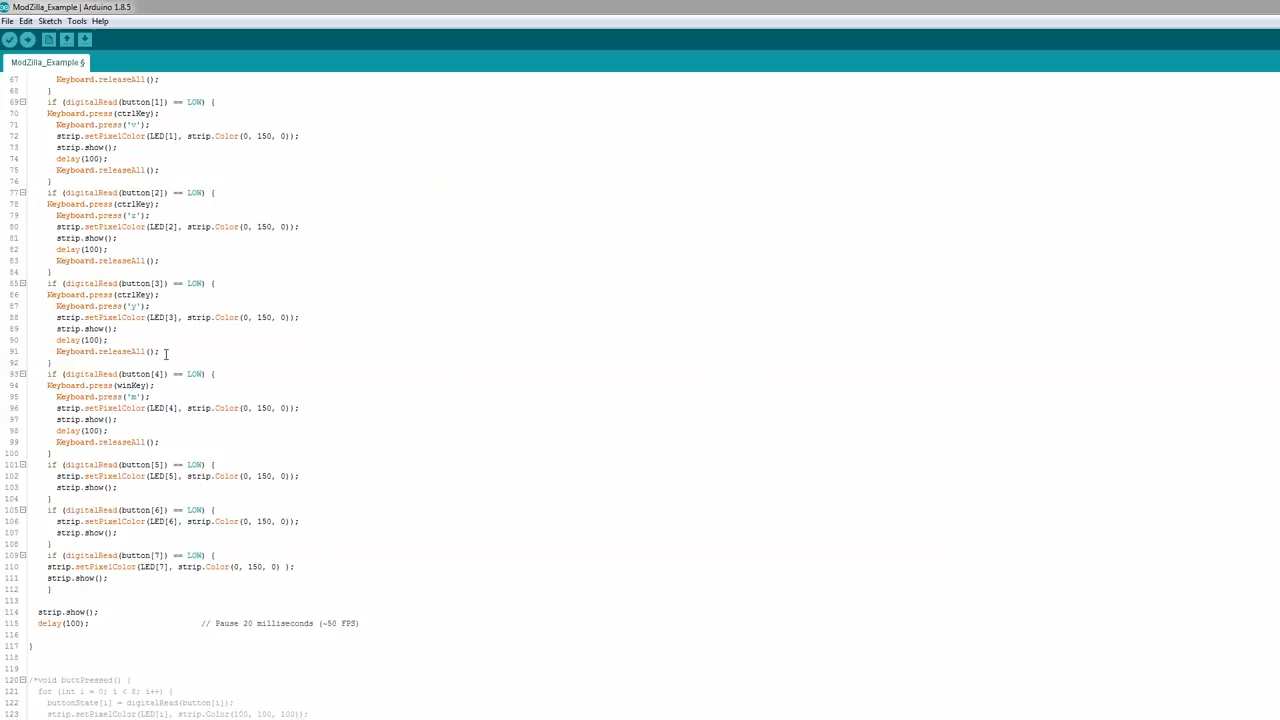 ModZilla_Example | Arduino 1.8.5
File Edit Sketch Tools Help
ModZilla_Example §
67 Keyboard.releaseAll();
68 }
69 if (digitalRead(button[1]) == LOW) {
70 Keyboard.press(ctrlKey);
71 Keyboard.press('v');
72 strip.setPixelColor(LED[1], strip.Color(0, 150, 0));
73 strip.show();
74 delay(100);
75 Keyboard.releaseAll();
76 }
77 if (digitalRead(button[2]) == LOW) {
78 Keyboard.press(ctrlKey);
79 Keyboard.press('z');
80 strip.setPixelColor(LED[2], strip.Color(0, 150, 0));
81 strip.show();
82 delay(100);
83 Keyboard.releaseAll();
84 }
85 if (digitalRead(button[3]) == LOW) {
86 Keyboard.press(ctrlKey);
87 Keyboard.press('y');
88 strip.setPixelColor(LED[3], strip.Color(0, 150, 0));
89 strip.show();
90 delay(100);
91 Keyboard.releaseAll();
92 }
93 if (digitalRead(button[4]) == LOW) {
94 Keyboard.press(winKey);
95 Keyboard.press('m');
96 strip.setPixelColor(LED[4], strip.Color(0, 150, 0));
97 strip.show();
98 delay(100);
99 Keyboard.releaseAll();
100 }
101 if (digitalRead(button[5]) == LOW) {
102 strip.setPixelColor(LED[5], strip.Color(0, 150, 0));
103 strip.show();
104 }
105 if (digitalRead(button[6]) == LOW) {
106 strip.setPixelColor(LED[6], strip.Color(0, 150, 0));
107 strip.show();
108 }
109 if (digitalRead(button[7]) == LOW) {
110 strip.setPixelColor(LED[7], strip.Color(0, 150, 0) );
111 strip.show();
112 }
113
114 strip.show();
115 delay(100); // Pause 20 milliseconds (~50 FPS)
116
117 }
118
119
120 /*void buttPressed() {
121 for (int i = 0; i < 8; i++) {
122 buttonState[i] = digitalRead(button[i]);
123 strip.setPixelColor(LED[i], strip.Color(100, 100, 100));